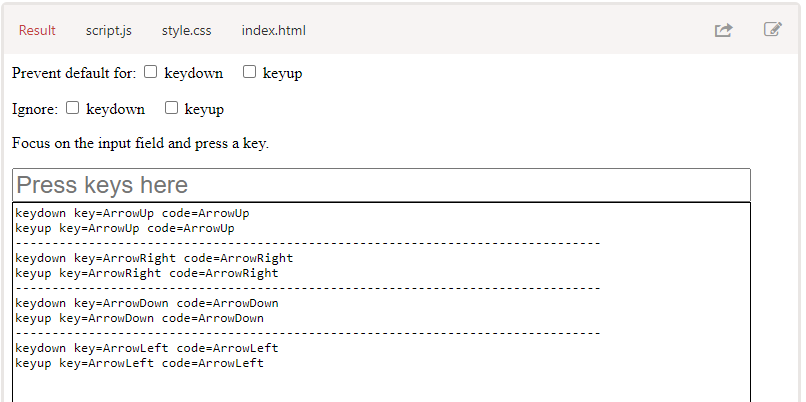 Result script.js style.css index.html
Prevent default for: keydown keyup
Ignore: keydown keyup
Focus on the input field and press a key.
Press keys here
keydown key=ArrowUp code=ArrowUp
keyup key=ArrowUp code=ArrowUp
--------------------------------------------------------------------------------
keydown key=ArrowRight code=ArrowRight
keyup key=ArrowRight code=ArrowRight
--------------------------------------------------------------------------------
keydown key=ArrowDown code=ArrowDown
keyup key=ArrowDown code=ArrowDown
--------------------------------------------------------------------------------
keydown key=ArrowLeft code=ArrowLeft
keyup key=ArrowLeft code=ArrowLeft